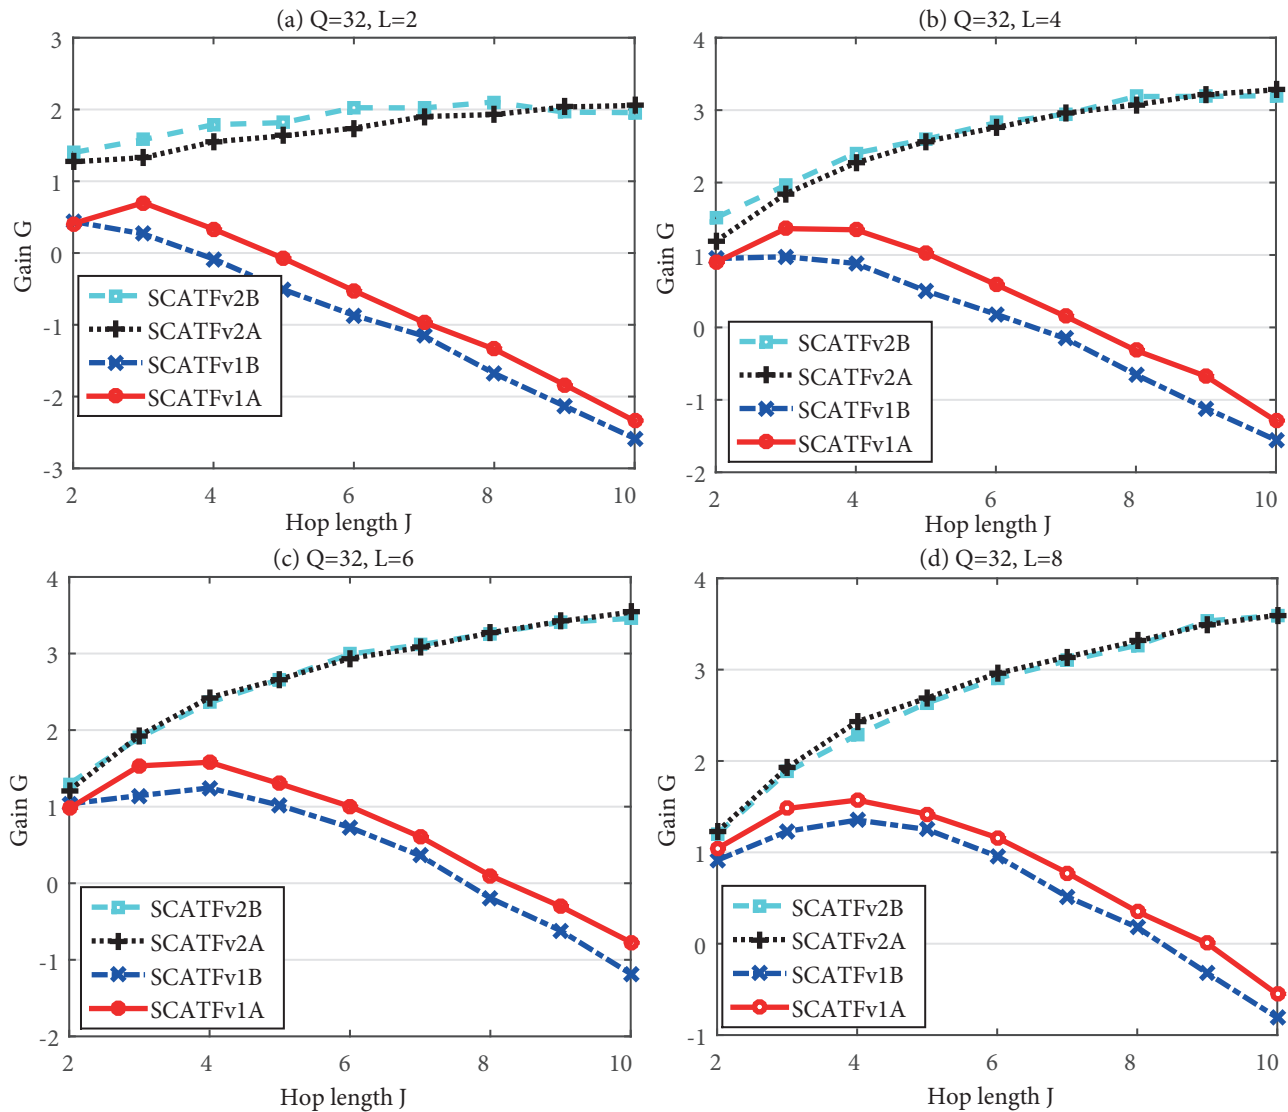 (a) Q=32, L=2
3
2
1
0
-1
-2
-3
Gain G
SCATFv2B
SCATFv2A
SCATFv1B
SCATFv1A
2 4 6 8 10
Hop length J
(b) Q=32, L=4
4
3
2
1
0
-1
-2
Gain G
SCATFv2B
SCATFv2A
SCATFv1B
SCATFv1A
2 4 6 8 10
Hop length J
(c) Q=32, L=6
4
3
2
1
0
-1
-2
Gain G
SCATFv2B
SCATFv2A
SCATFv1B
SCATFv1A
2 4 6 8 10
Hop length J
(d) Q=32, L=8
4
3
2
1
0
-1
Gain G
SCATFv2B
SCATFv2A
SCATFv1B
SCATFv1A
2 4 6 8 10
Hop length J